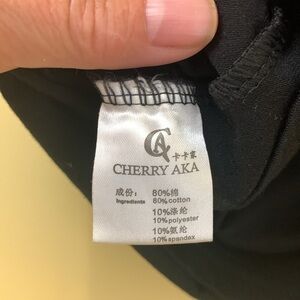 CA 卡卡家
CHERRY AKA
成份： 80%棉
Ingredients 80%cotton
10%涤纶
10%polyester
10%氨纶
10%spandex